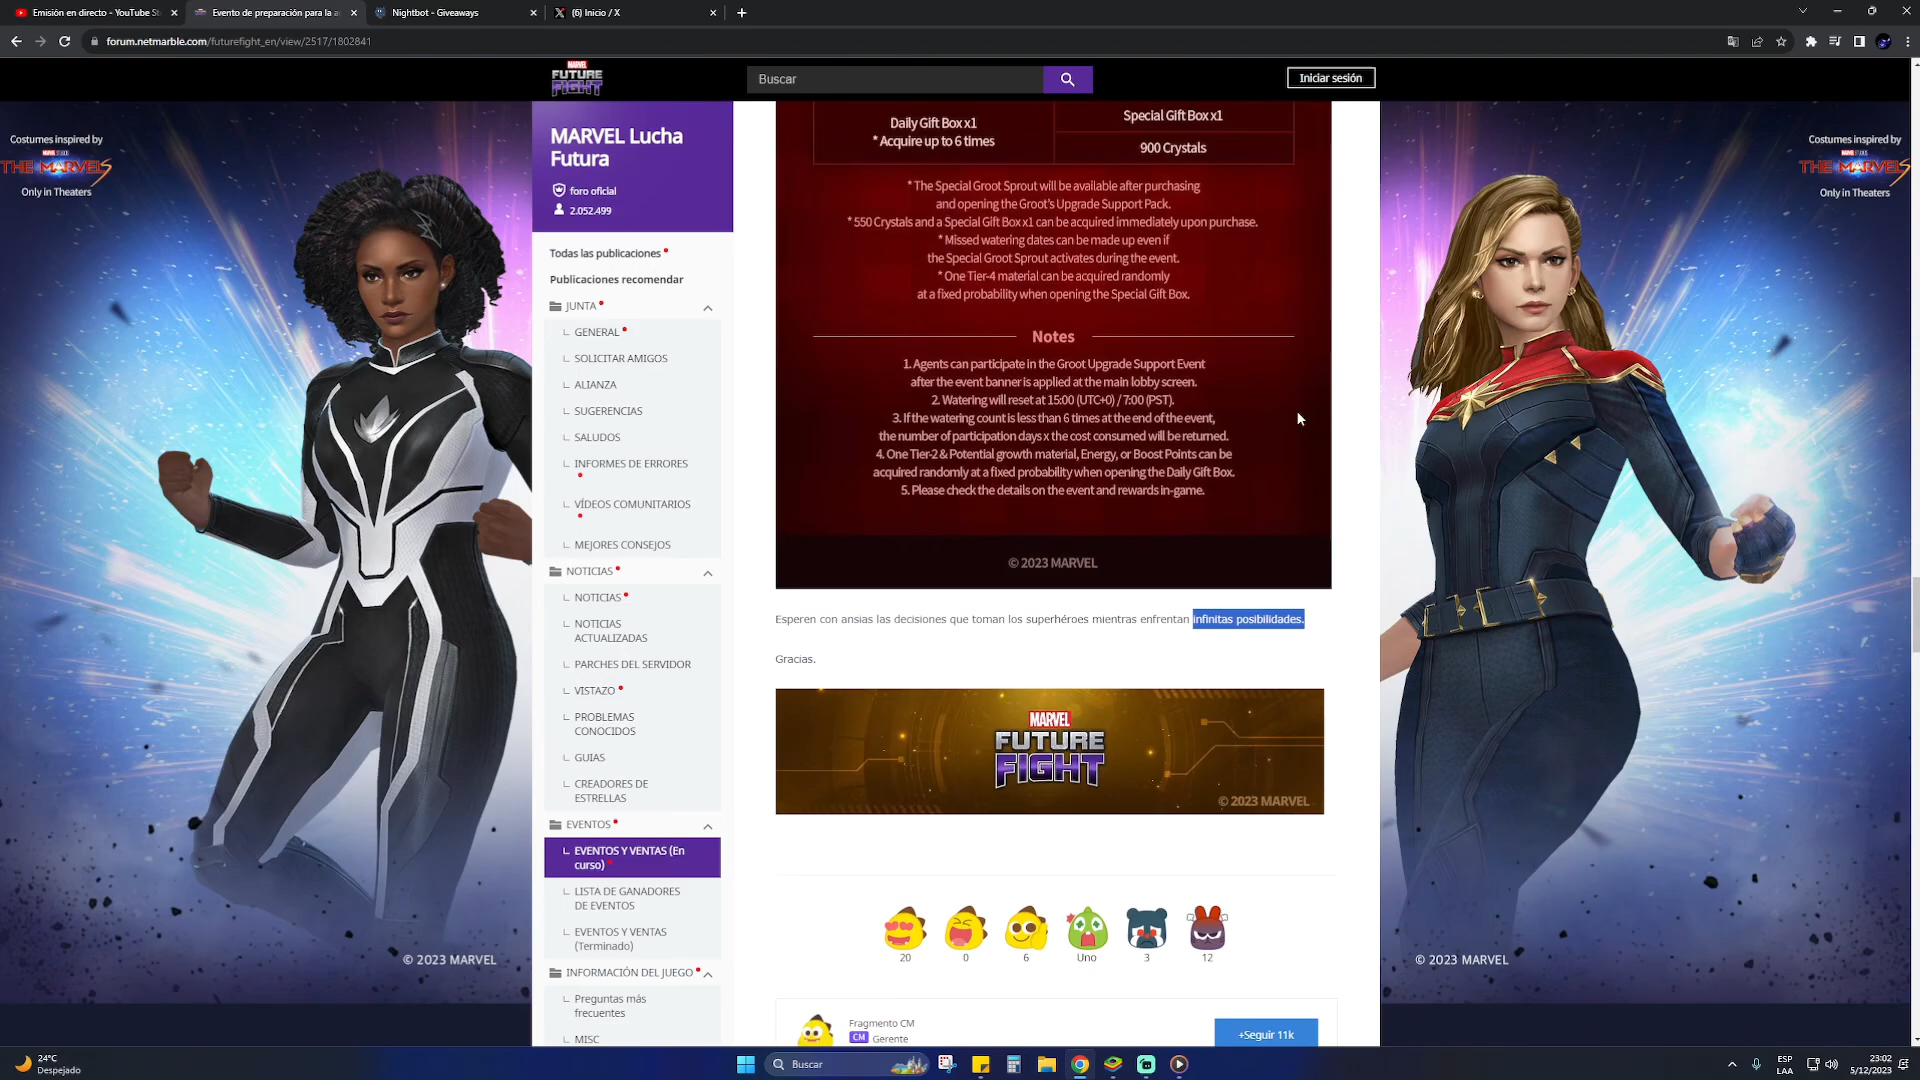 Emisión en directo - YouTube St
Evento de preparación para la a
Nightbot - Giveaways
(6) Inicio / X
forum.netmarble.com/futurefight_en/view/2517/1802841
MARVEL
FUTURE
FIGHT
Buscar
Iniciar sesión
Costumes inspired by
MARVEL STUDIOS
THE MARVELS
Only in Theaters
© 2023 MARVEL
MARVEL Lucha
Futura
foro oficial
2.052.499
Todas las publicaciones
Publicaciones recomendar
JUNTA
GENERAL
SOLICITAR AMIGOS
ALIANZA
SUGERENCIAS
SALUDOS
INFORMES DE ERRORES
VÍDEOS COMUNITARIOS
MEJORES CONSEJOS
NOTICIAS
NOTICIAS
NOTICIAS
ACTUALIZADAS
PARCHES DEL SERVIDOR
VISTAZO
PROBLEMAS
CONOCIDOS
GUIAS
CREADORES DE
ESTRELLAS
EVENTOS
EVENTOS Y VENTAS (En
curso)
LISTA DE GANADORES
DE EVENTOS
EVENTOS Y VENTAS
(Terminado)
INFORMACIÓN DEL JUEGO
Preguntas más
frecuentes
MISC
Daily Gift Box x1
* Acquire up to 6 times
Special Gift Box x1
900 Crystals
* The Special Groot Sprout will be available after purchasing
and opening the Groot's Upgrade Support Pack.
* 550 Crystals and a Special Gift Box x1 can be acquired immediately upon purchase.
* Missed watering dates can be made up even if
the Special Groot Sprout activates during the event.
* One Tier-4 material can be acquired randomly
at a fixed probability when opening the Special Gift Box.
Notes
1. Agents can participate in the Groot Upgrade Support Event
after the event banner is applied at the main lobby screen.
2. Watering will reset at 15:00 (UTC+0) / 7:00 (PST).
3. If the watering count is less than 6 times at the end of the event,
the number of participation days x the cost consumed will be returned.
4. One Tier-2 & Potential growth material, Energy, or Boost Points can be
acquired randomly at a fixed probability when opening the Daily Gift Box.
5. Please check the details on the event and rewards in-game.
© 2023 MARVEL
Esperen con ansias las decisiones que toman los superhéroes mientras enfrentan infinitas posibilidades.
Gracias.
MARVEL
FUTURE
FIGHT
© 2023 MARVEL
20
0
6
Uno
3
12
Fragmento CM
CM Gerente
+Seguir 11k
Costumes inspired by
MARVEL STUDIOS
THE MARVELS
Only in Theaters
© 2023 MARVEL
24°C
Despejado
Buscar
ESP
LAA
23:02
5/12/2023